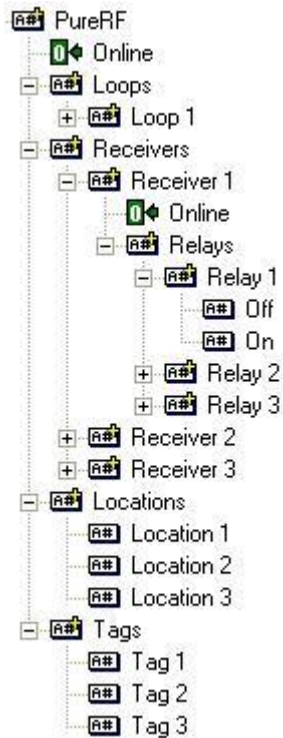 PureRF
Online
Loops
Loop 1
Receivers
Receiver 1
Online
Relays
Relay 1
Off
On
Relay 2
Relay 3
Receiver 2
Receiver 3
Locations
Location 1
Location 2
Location 3
Tags
Tag 1
Tag 2
Tag 3